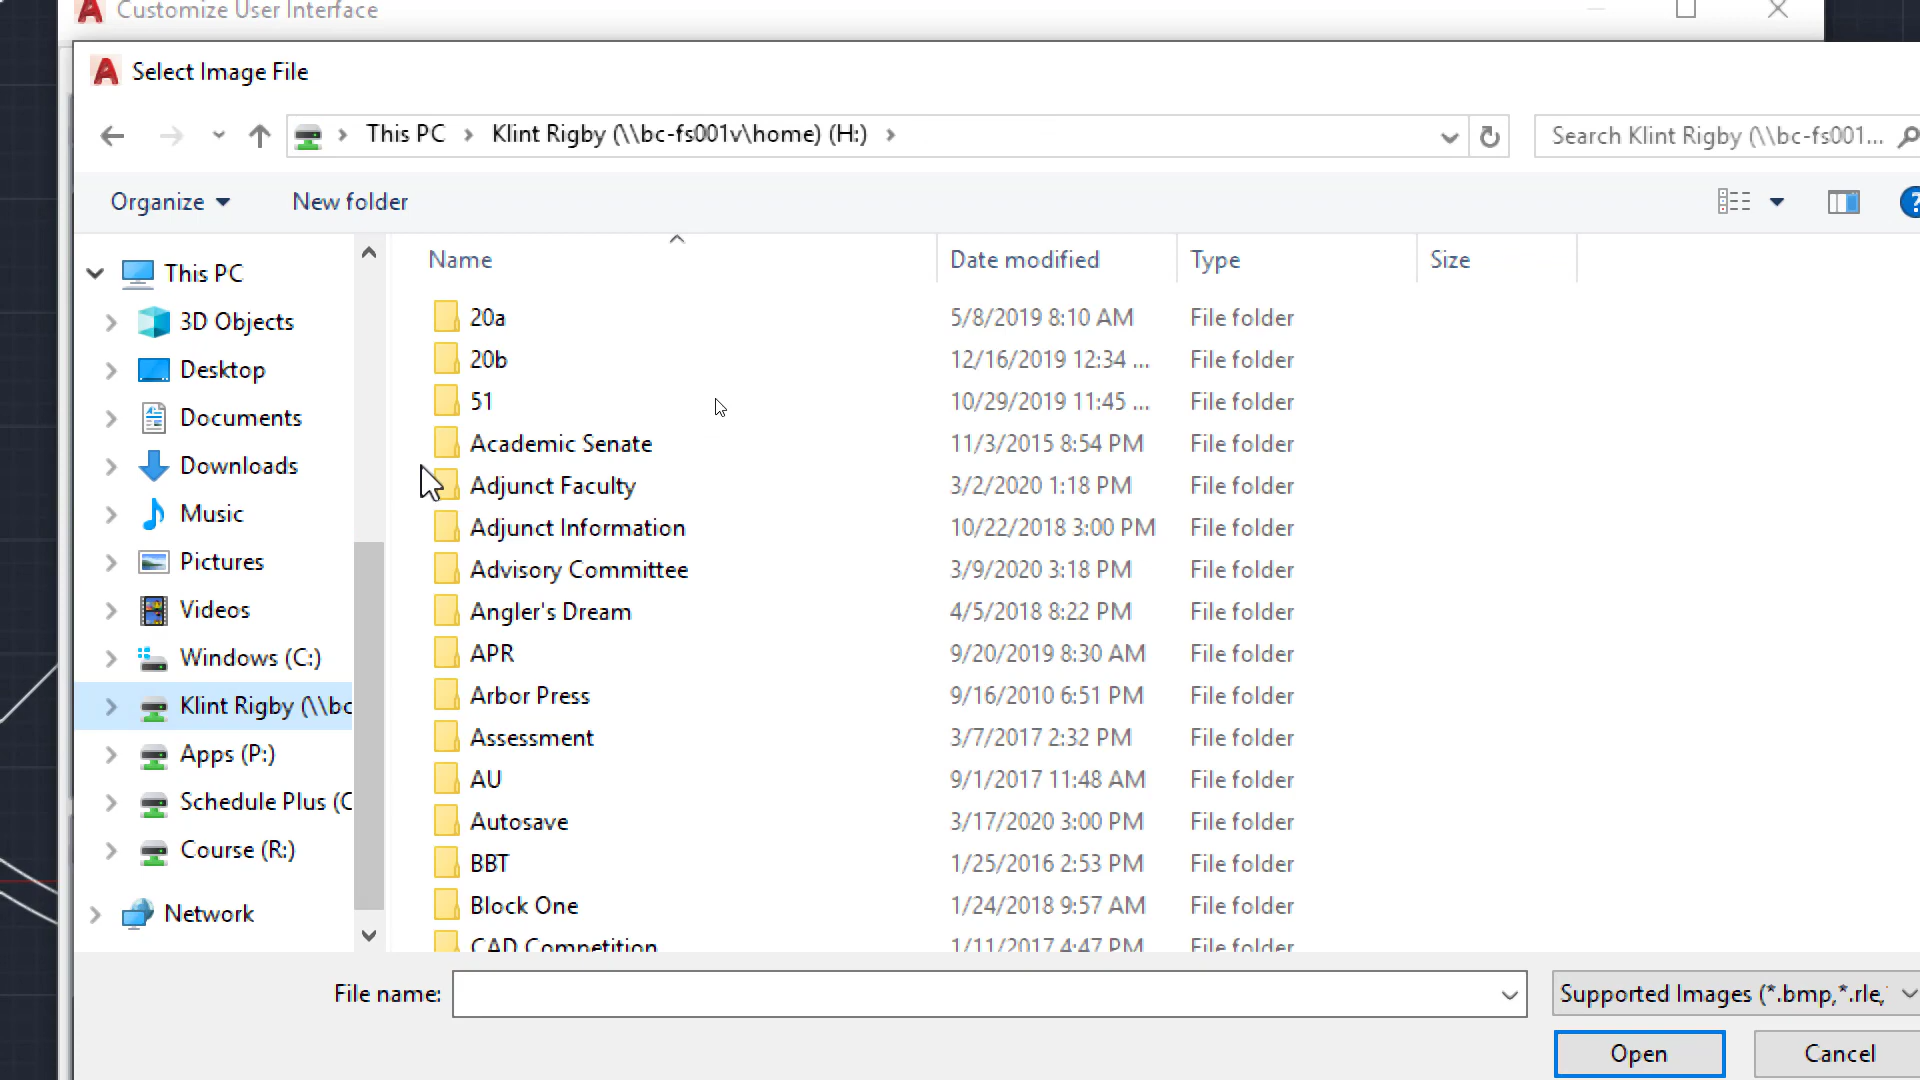 Customize User Interface
Select Image File
This PC > Klint Rigby (\\bc-fs001v\home) (H:) >
Search Klint Rigby (\\bc-fs001...
Organize
New folder
Name
Date modified
Type
Size
This PC
3D Objects
Desktop
Documents
Downloads
Music
Pictures
Videos
Windows (C:)
Klint Rigby (\\bc
Apps (P:)
Schedule Plus (C
Course (R:)
Network
20a 5/8/2019 8:10 AM File folder
20b 12/16/2019 12:34 ... File folder
51 10/29/2019 11:45 ... File folder
Academic Senate 11/3/2015 8:54 PM File folder
Adjunct Faculty 3/2/2020 1:18 PM File folder
Adjunct Information 10/22/2018 3:00 PM File folder
Advisory Committee 3/9/2020 3:18 PM File folder
Angler's Dream 4/5/2018 8:22 PM File folder
APR 9/20/2019 8:30 AM File folder
Arbor Press 9/16/2010 6:51 PM File folder
Assessment 3/7/2017 2:32 PM File folder
AU 9/1/2017 11:48 AM File folder
Autosave 3/17/2020 3:00 PM File folder
BBT 1/25/2016 2:53 PM File folder
Block One 1/24/2018 9:57 AM File folder
CAD Competition 1/11/2017 4:47 PM File folder
File name:
Supported Images (*.bmp,*.rle,
Open
Cancel